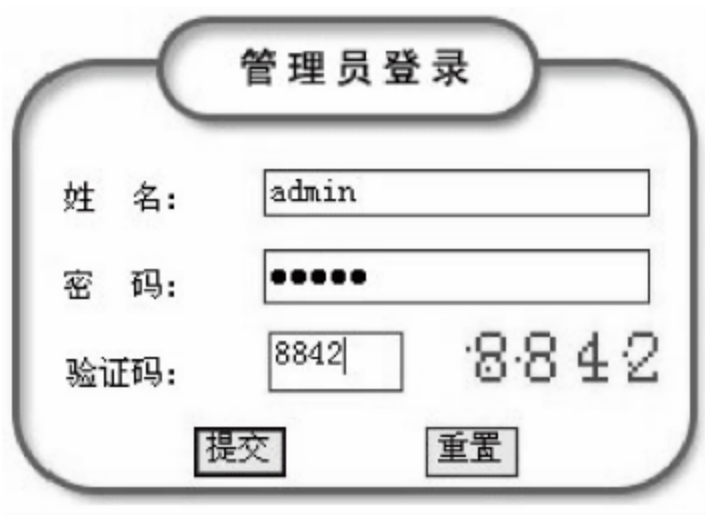 管理员登录
姓 名： admin
密 码： ●●●●●
验证码： 8842 8842
提交 重置